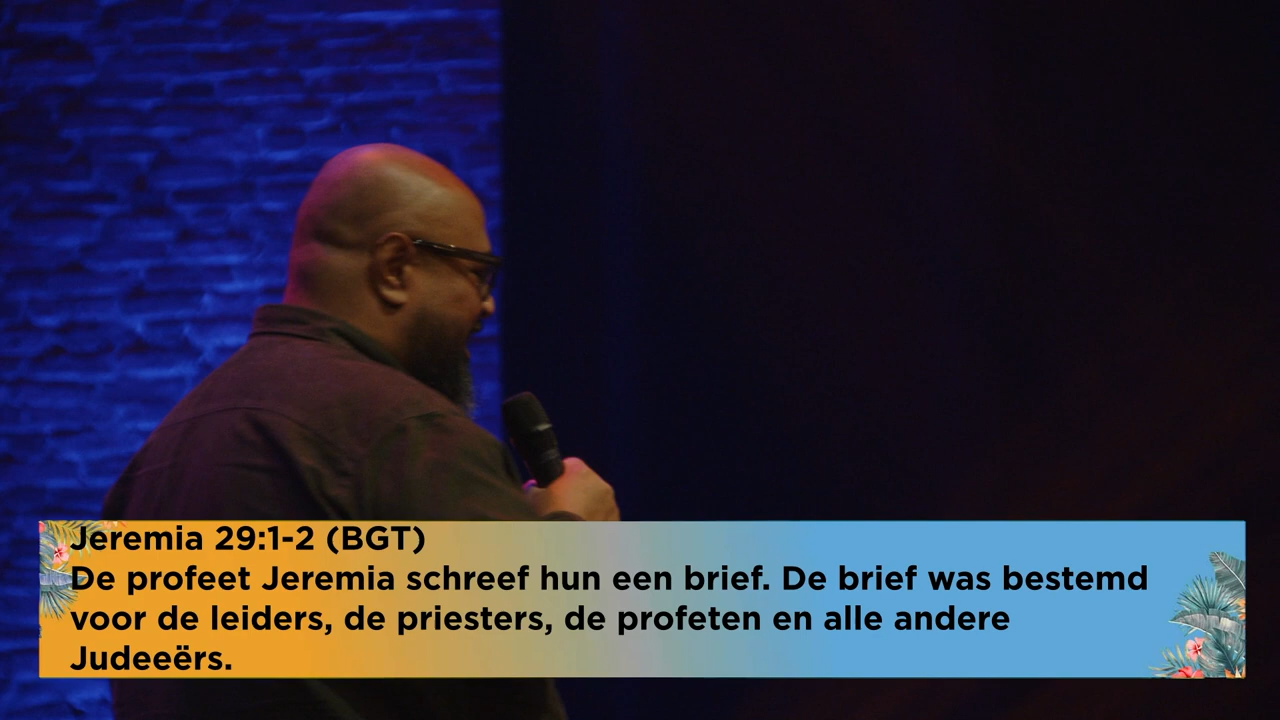 Jeremia 29:1-2 (BGT)
De profeet Jeremia schreef hun een brief. De brief was bestemd
voor de leiders, de priesters, de profeten en alle andere
Judeeërs.